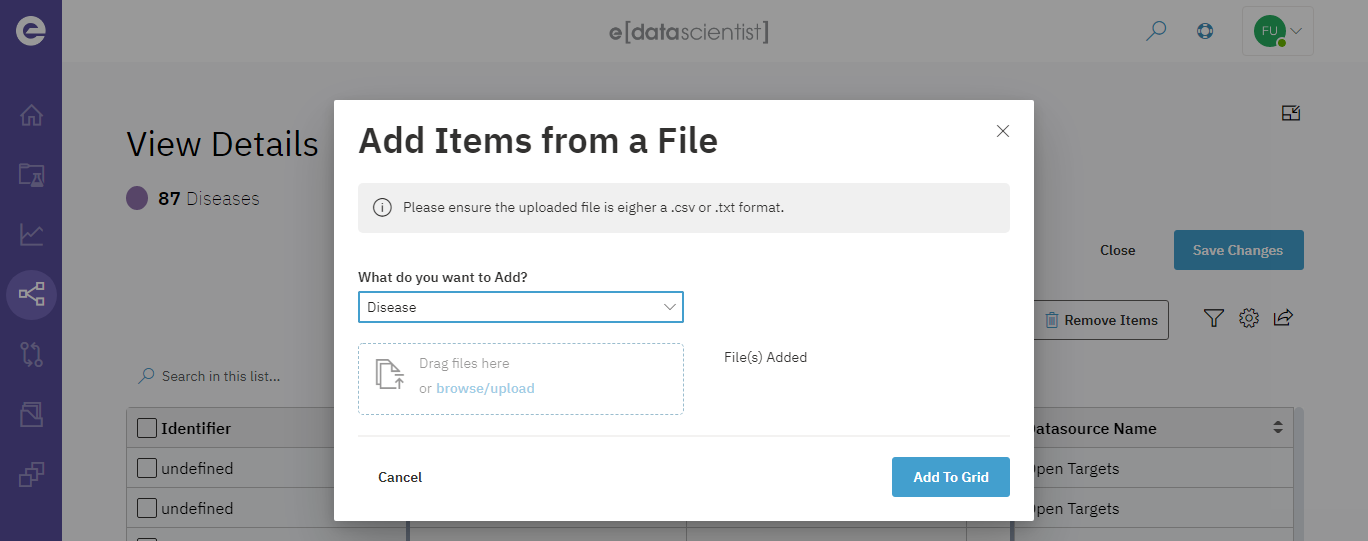 e[datascientist]
FU
View Details
87 Diseases
Add Items from a File
Please ensure the uploaded file is eigher a .csv or .txt format.
Close
Save Changes
What do you want to Add?
Disease
Remove Items
Drag files here
or browse/upload
File(s) Added
Search in this list...
Identifier
atasource Name
undefined
pen Targets
undefined
pen Targets
Cancel
Add To Grid